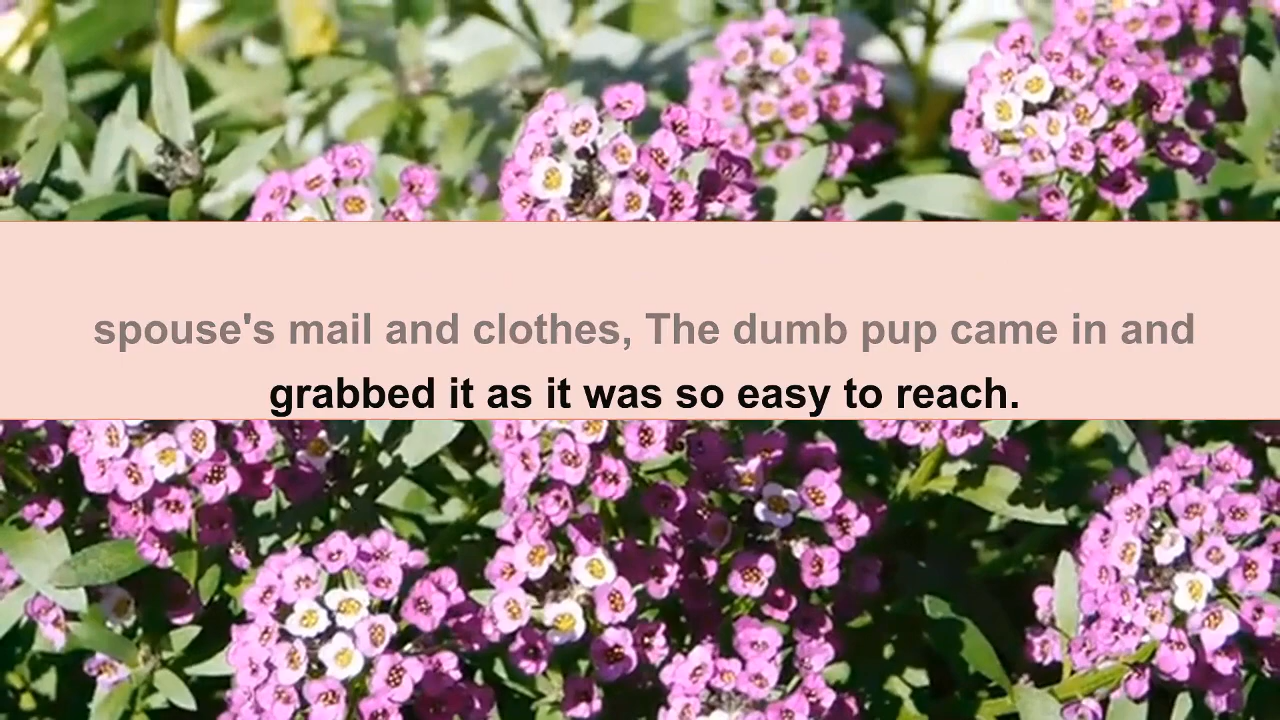 spouse's mail and clothes, The dumb pup came in and
grabbed it as it was so easy to reach.